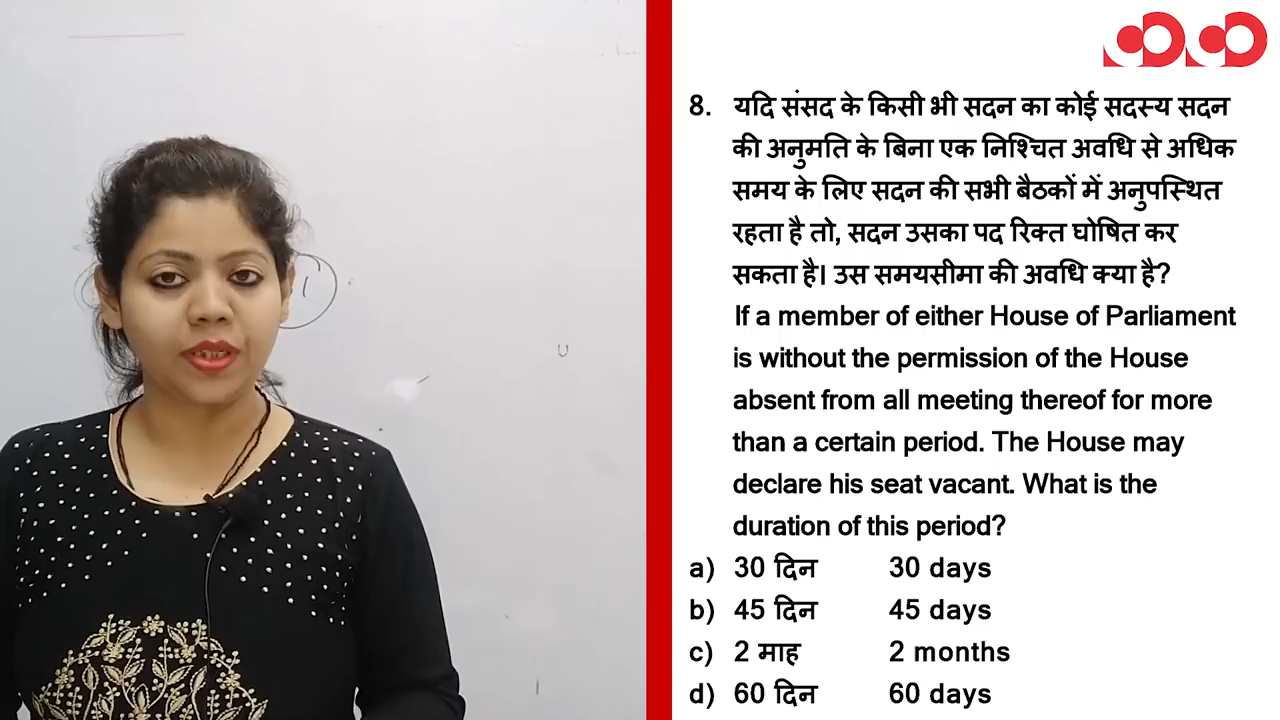 8. यदि संसद के किसी भी सदन का कोई सदस्य सदन
की अनुमति के बिना एक निश्चित अवधि से अधिक
समय के लिए सदन की सभी बैठकों में अनुपस्थित
रहता है तो, सदन उसका पद रिक्त घोषित कर
सकता है। उस समयसीमा की अवधि क्या है?
If a member of either House of Parliament
is without the permission of the House
absent from all meeting thereof for more
than a certain period. The House may
declare his seat vacant. What is the
duration of this period?
a) 30 दिन 30 days
b) 45 दिन 45 days
c) 2 माह 2 months
d) 60 दिन 60 days